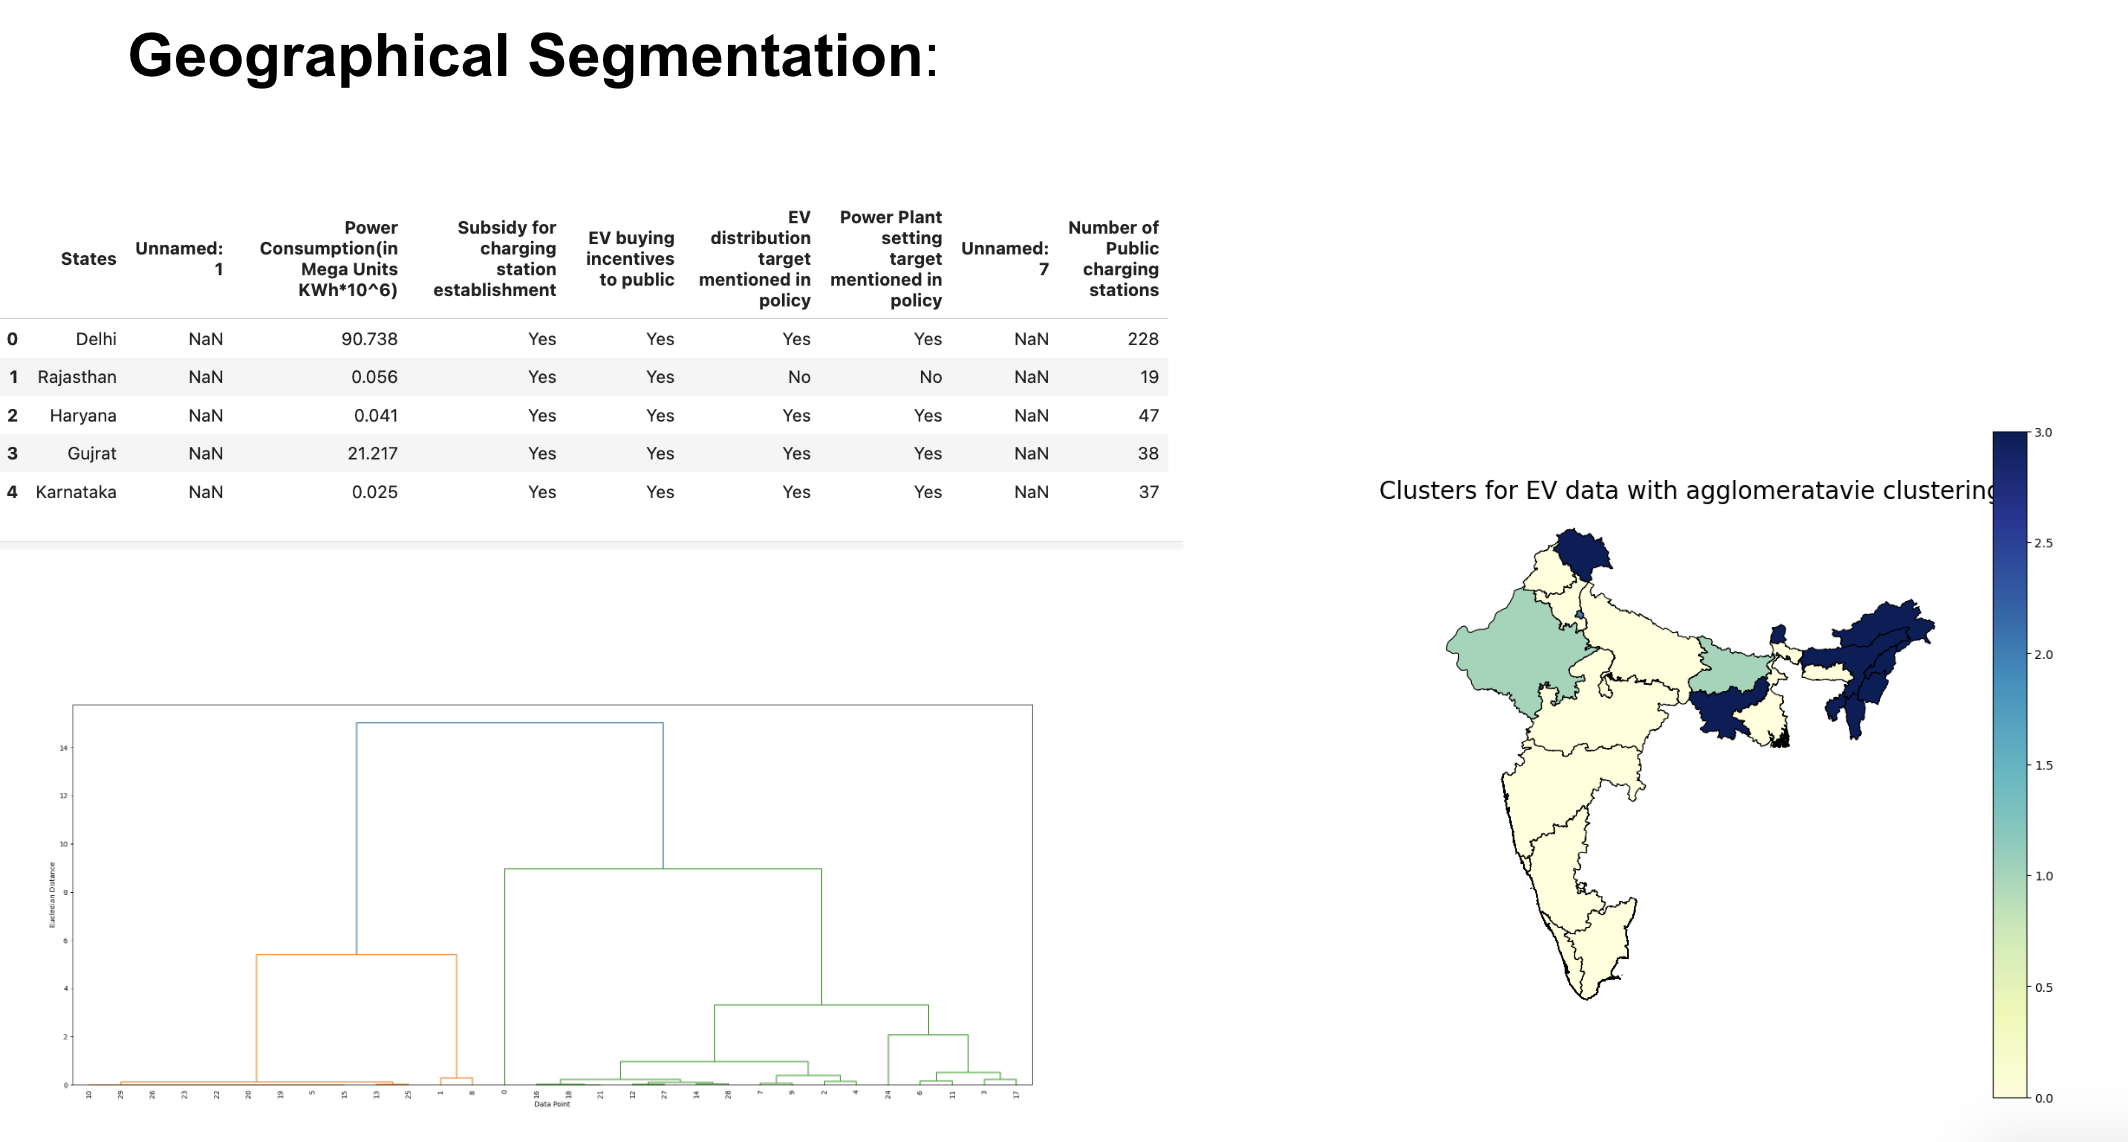 Geographical Segmentation:
States Unnamed: 1 Power Consumption(in Mega Units KWh*10^6) Subsidy for charging station establishment EV buying incentives to public EV distribution target mentioned in policy Power Plant setting target mentioned in policy Unnamed: 7 Number of Public charging stations
0 Delhi NaN 90.738 Yes Yes Yes Yes NaN 228
1 Rajasthan NaN 0.056 Yes Yes No No NaN 19
2 Haryana NaN 0.041 Yes Yes Yes Yes NaN 47
3 Gujrat NaN 21.217 Yes Yes Yes Yes NaN 38
4 Karnataka NaN 0.025 Yes Yes Yes Yes NaN 37
Clusters for EV data with agglomeratavie clustering
3.0
2.5
2.0
1.5
1.0
0.5
0.0
14
12
10
8
6
4
2
0
Eucledian Distance
10 29 26 23 22 20 19 5 15 13 25 1 8 0 16 18 21 12 27 14 28 7 9 2 4 24 6 11 3 17
Data Point